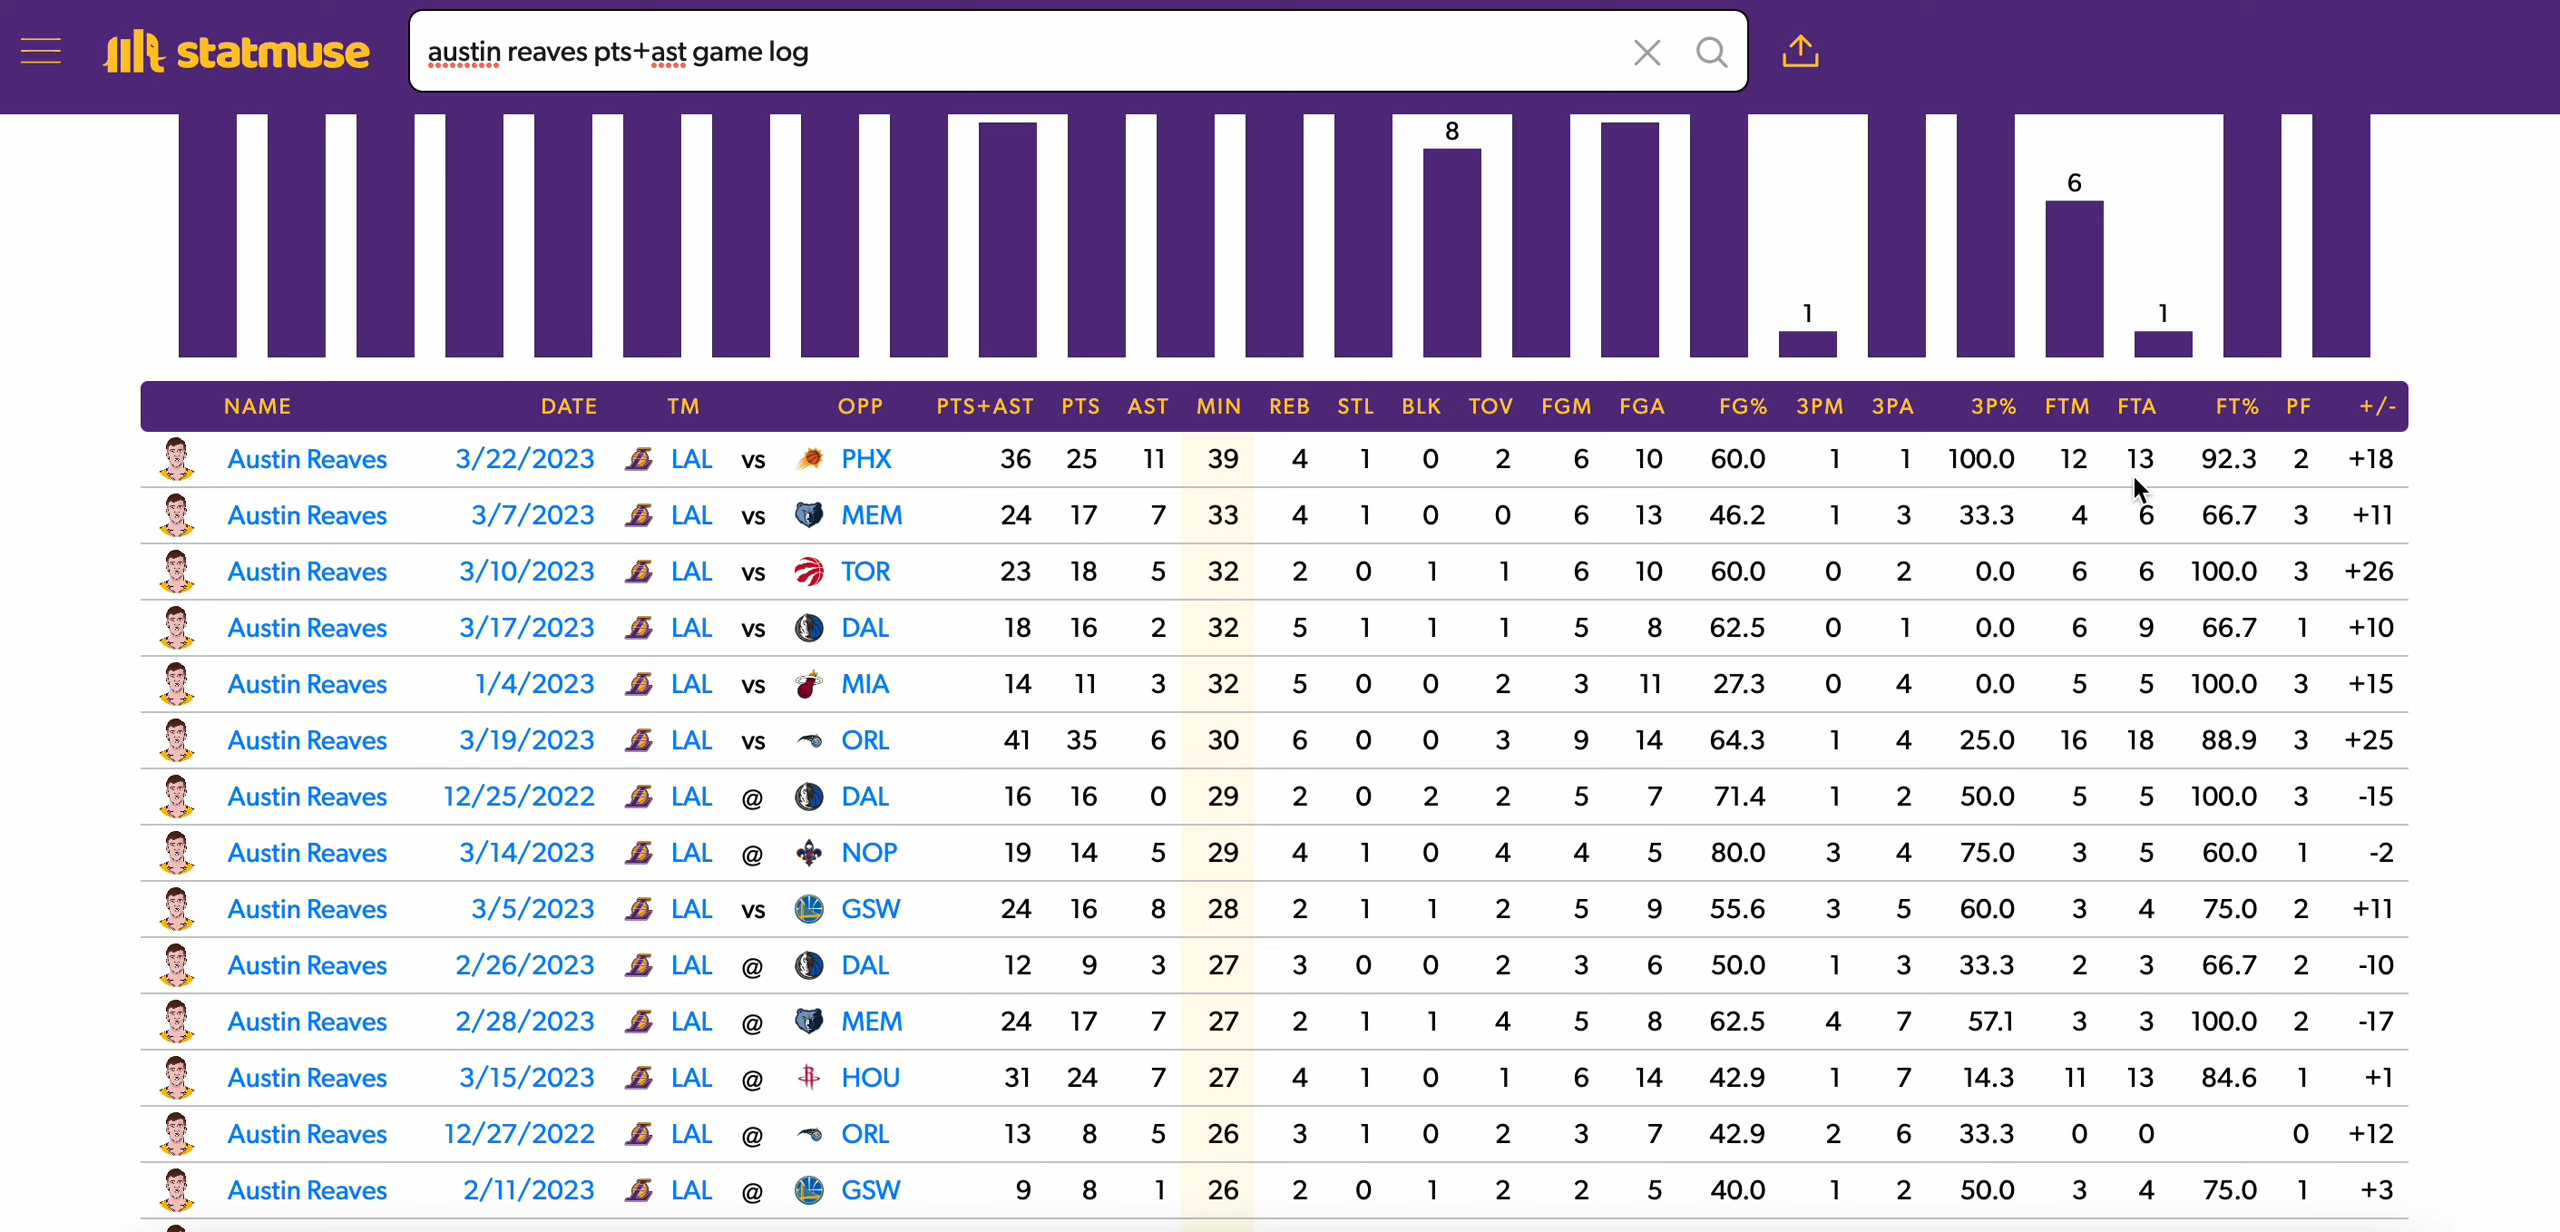 statmuse
austin reaves pts+ast game log
8
6
1 1
NAME DATE TM OPP PTS+AST PTS AST MIN REB STL BLK TOV FGM FGA FG% 3PM 3PA 3P% FTM FTA FT% PF +/-
Austin Reaves 3/22/2023 LAL vs PHX 36 25 11 39 4 1 0 2 6 10 60.0 1 1 100.0 12 13 92.3 2 +18
Austin Reaves 3/7/2023 LAL vs MEM 24 17 7 33 4 1 0 0 6 13 46.2 1 3 33.3 4 6 66.7 3 +11
Austin Reaves 3/10/2023 LAL vs TOR 23 18 5 32 2 0 1 1 6 10 60.0 0 2 0.0 6 6 100.0 3 +26
Austin Reaves 3/17/2023 LAL vs DAL 18 16 2 32 5 1 1 1 5 8 62.5 0 1 0.0 6 9 66.7 1 +10
Austin Reaves 1/4/2023 LAL vs MIA 14 11 3 32 5 0 0 2 3 11 27.3 0 4 0.0 5 5 100.0 3 +15
Austin Reaves 3/19/2023 LAL vs ORL 41 35 6 30 6 0 0 3 9 14 64.3 1 4 25.0 16 18 88.9 3 +25
Austin Reaves 12/25/2022 LAL @ DAL 16 16 0 29 2 0 2 2 5 7 71.4 1 2 50.0 5 5 100.0 3 -15
Austin Reaves 3/14/2023 LAL @ NOP 19 14 5 29 4 1 0 4 4 5 80.0 3 4 75.0 3 5 60.0 1 -2
Austin Reaves 3/5/2023 LAL vs GSW 24 16 8 28 2 1 1 2 5 9 55.6 3 5 60.0 3 4 75.0 2 +11
Austin Reaves 2/26/2023 LAL @ DAL 12 9 3 27 3 0 0 2 3 6 50.0 1 3 33.3 2 3 66.7 2 -10
Austin Reaves 2/28/2023 LAL @ MEM 24 17 7 27 2 1 1 4 5 8 62.5 4 7 57.1 3 3 100.0 2 -17
Austin Reaves 3/15/2023 LAL @ HOU 31 24 7 27 4 1 0 1 6 14 42.9 1 7 14.3 11 13 84.6 1 +1
Austin Reaves 12/27/2022 LAL @ ORL 13 8 5 26 3 1 0 2 3 7 42.9 2 6 33.3 0 0 0 +12
Austin Reaves 2/11/2023 LAL @ GSW 9 8 1 26 2 0 1 2 2 5 40.0 1 2 50.0 3 4 75.0 1 +3